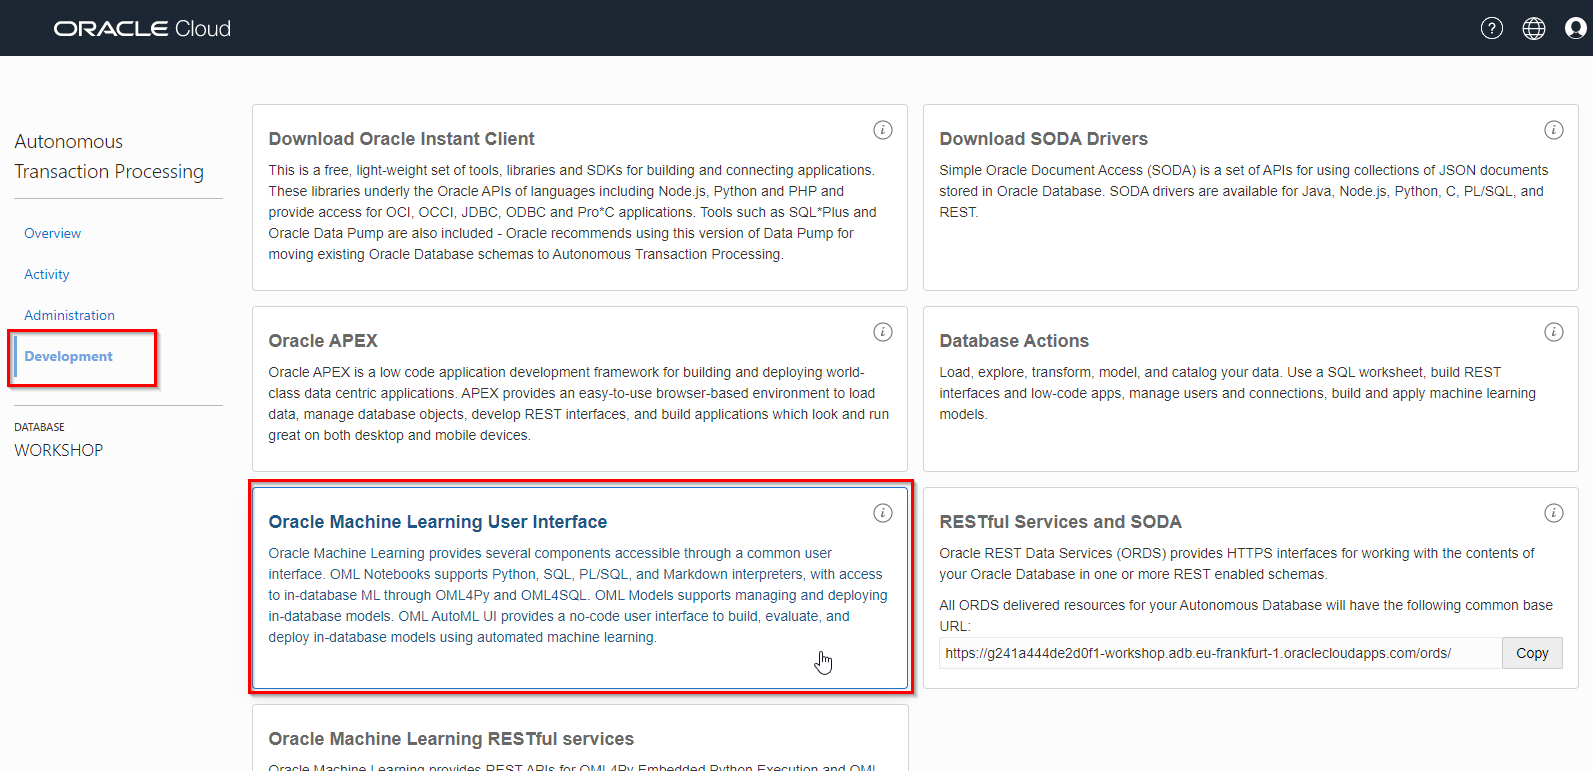 ORACLE Cloud
Autonomous
Transaction Processing
Overview
Activity
Administration
Development
DATABASE
WORKSHOP
Download Oracle Instant Client
This is a free, light-weight set of tools, libraries and SDKs for building and connecting applications.
These libraries underly the Oracle APIs of languages including Node.js, Python and PHP and
provide access for OCI, OCCI, JDBC, ODBC and Pro*C applications. Tools such as SQL*Plus and
Oracle Data Pump are also included - Oracle recommends using this version of Data Pump for
moving existing Oracle Database schemas to Autonomous Transaction Processing.
Download SODA Drivers
Simple Oracle Document Access (SODA) is a set of APIs for using collections of JSON documents
stored in Oracle Database. SODA drivers are available for Java, Node.js, Python, C, PL/SQL, and
REST.
Oracle APEX
Oracle APEX is a low code application development framework for building and deploying world-
class data centric applications. APEX provides an easy-to-use browser-based environment to load
data, manage database objects, develop REST interfaces, and build applications which look and run
great on both desktop and mobile devices.
Database Actions
Load, explore, transform, model, and catalog your data. Use a SQL worksheet, build REST
interfaces and low-code apps, manage users and connections, build and apply machine learning
models.
Oracle Machine Learning User Interface
Oracle Machine Learning provides several components accessible through a common user
interface. OML Notebooks supports Python, SQL, PL/SQL, and Markdown interpreters, with access
to in-database ML through OML4Py and OML4SQL. OML Models supports managing and deploying
in-database models. OML AutoML UI provides a no-code user interface to build, evaluate, and
deploy in-database models using automated machine learning.
RESTful Services and SODA
Oracle REST Data Services (ORDS) provides HTTPS interfaces for working with the contents of
your Oracle Database in one or more REST enabled schemas.
All ORDS delivered resources for your Autonomous Database will have the following common base
URL:
https://g241a444de2d0f1-workshop.adb.eu-frankfurt-1.oraclecloudapps.com/ords/
Copy
Oracle Machine Learning RESTful services
Oracle Machine Learning provides REST APIs for OML4Py Embedded Python Execution and OML